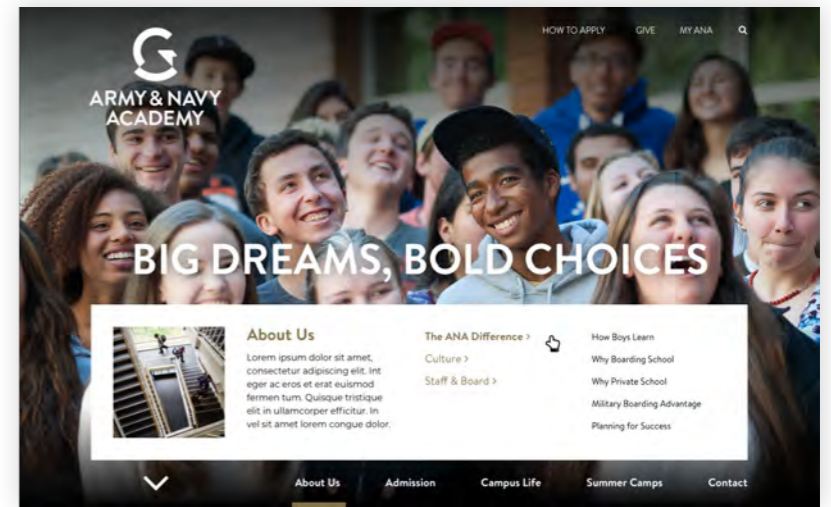 HOW TO APPLY GIVE MY ANA
ARMY & NAVY
ACADEMY
BIG DREAMS, BOLD CHOICES
About Us
Lorem ipsum dolor sit amet,
consectetur adipiscing elit. Int
eger ac eros et erat euismod
fermen tum. Quisque tristique
elit in ullamcorper efficitur. In
vel sit amet lorem congue dolor.
The ANA Difference >
Culture >
Staff & Board >
How Boys Learn
Why Boarding School
Why Private School
Military Boarding Advantage
Planning for Success
About Us Admission Campus Life Summer Camps Contact